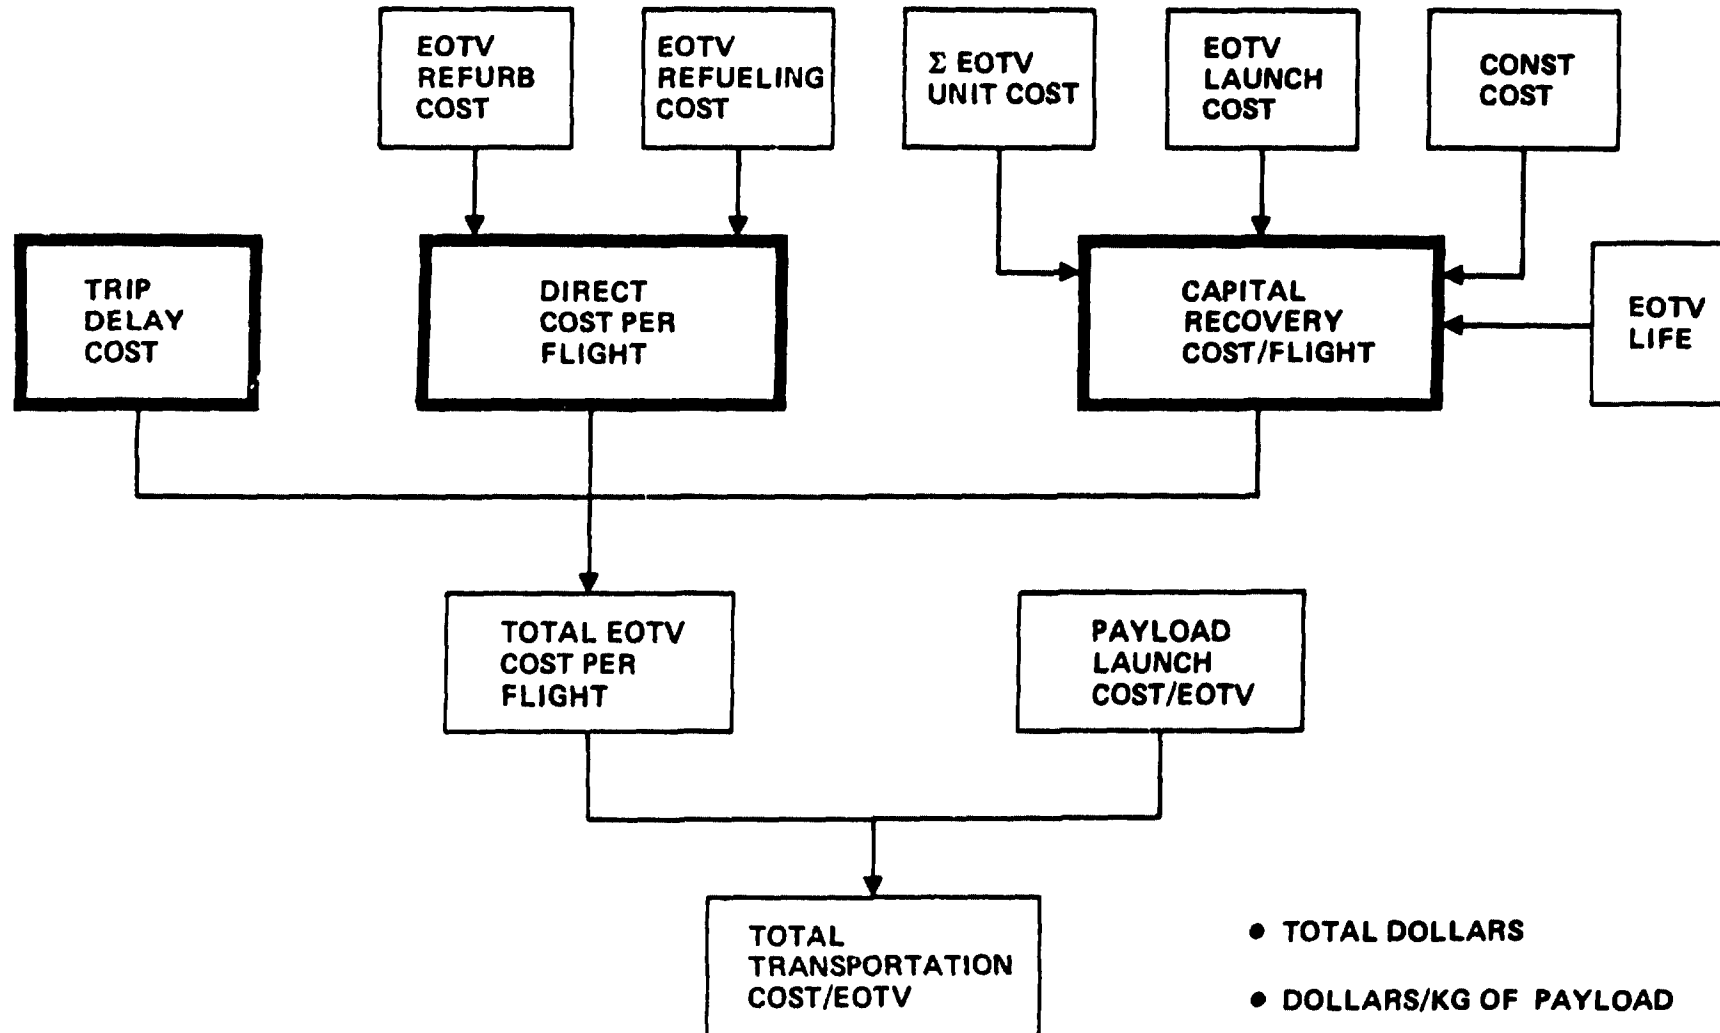 EOTV
REFURB
COST
EOTV
REFUELING
COST
Σ EOTV
UNIT COST
EOTV
LAUNCH
COST
CONST
COST
TRIP
DELAY
COST
DIRECT
COST PER
FLIGHT
CAPITAL
RECOVERY
COST/FLIGHT
EOTV
LIFE
TOTAL EOTV
COST PER
FLIGHT
PAYLOAD
LAUNCH
COST/EOTV
TOTAL
TRANSPORTATION
COST/EOTV
● TOTAL DOLLARS
● DOLLARS/KG OF PAYLOAD